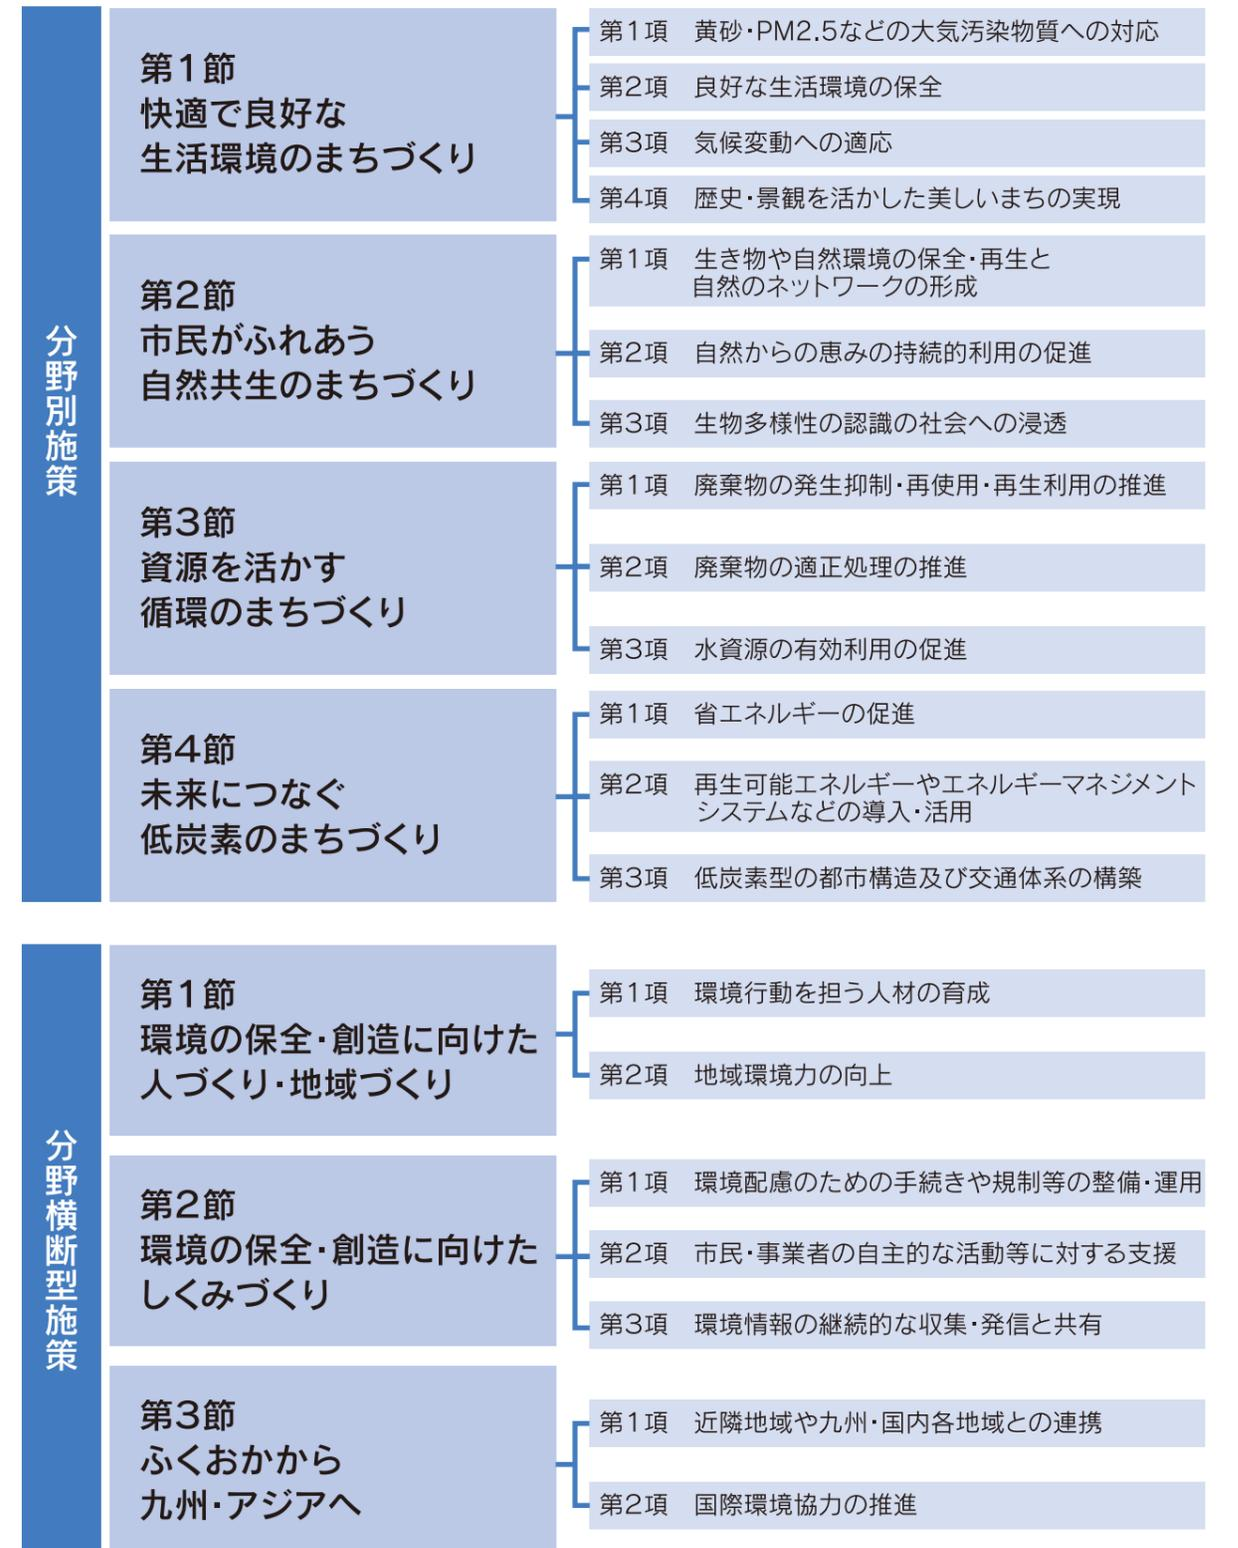 分野別施策
第1節
快適で良好な
生活環境のまちづくり
第1項 黄砂・PM2.5などの大気汚染物質への対応
第2項 良好な生活環境の保全
第3項 気候変動への適応
第4項 歴史・景観を活かした美しいまちの実現
第2節
市民がふれあう
自然共生のまちづくり
第1項 生き物や自然環境の保全・再生と
自然のネットワークの形成
第2項 自然からの恵みの持続的利用の促進
第3項 生物多様性の認識の社会への浸透
第3節
資源を活かす
循環のまちづくり
第1項 廃棄物の発生抑制・再使用・再生利用の推進
第2項 廃棄物の適正処理の推進
第3項 水資源の有効利用の促進
第4節
未来につなぐ
低炭素のまちづくり
第1項 省エネルギーの促進
第2項 再生可能エネルギーやエネルギーマネジメント
システムなどの導入・活用
第3項 低炭素型の都市構造及び交通体系の構築
分野横断型施策
第1節
環境の保全・創造に向けた
人づくり・地域づくり
第1項 環境行動を担う人材の育成
第2項 地域環境力の向上
第2節
環境の保全・創造に向けた
しくみづくり
第1項 環境配慮のための手続きや規制等の整備・運用
第2項 市民・事業者の自主的な活動等に対する支援
第3項 環境情報の継続的な収集・発信と共有
第3節
ふくおかから
九州・アジアへ
第1項 近隣地域や九州・国内各地域との連携
第2項 国際環境協力の推進